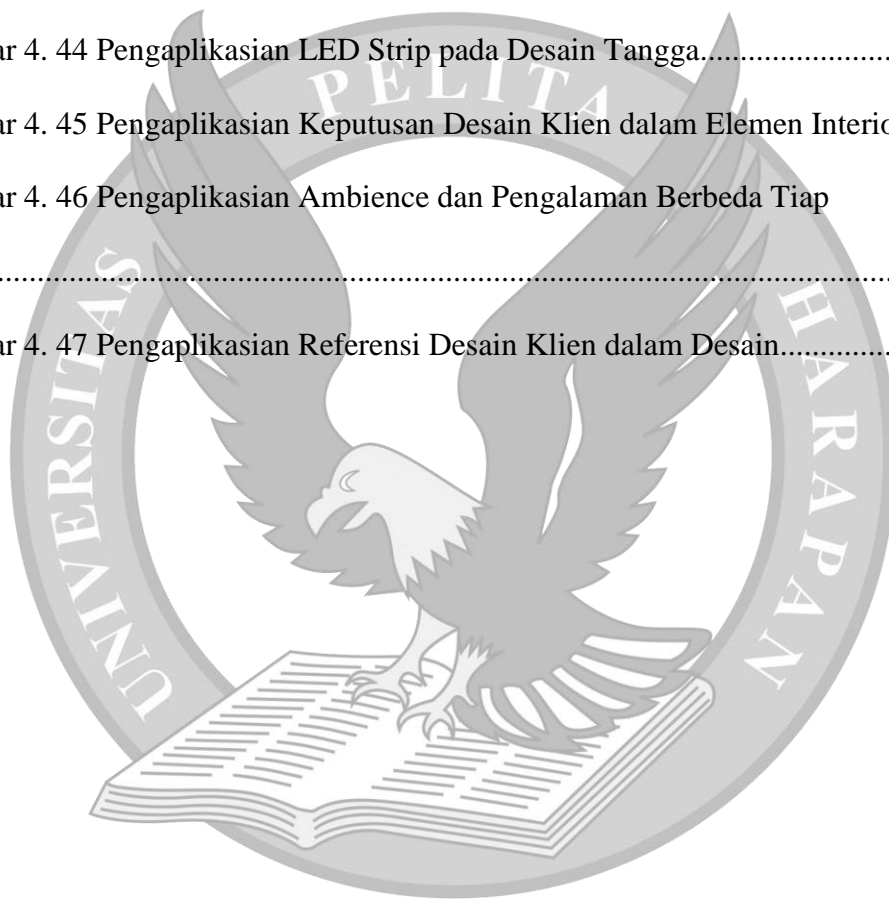 ar 4. 44 Pengaplikasian LED Strip pada Desain Tangga........................
ar 4. 45 Pengaplikasian Keputusan Desain Klien dalam Elemen Interio
ar 4. 46 Pengaplikasian Ambience dan Pengalaman Berbeda Tiap
................................................................................................................
ar 4. 47 Pengaplikasian Referensi Desain Klien dalam Desain..............
UNIVERSITAS PELITA HARAPAN